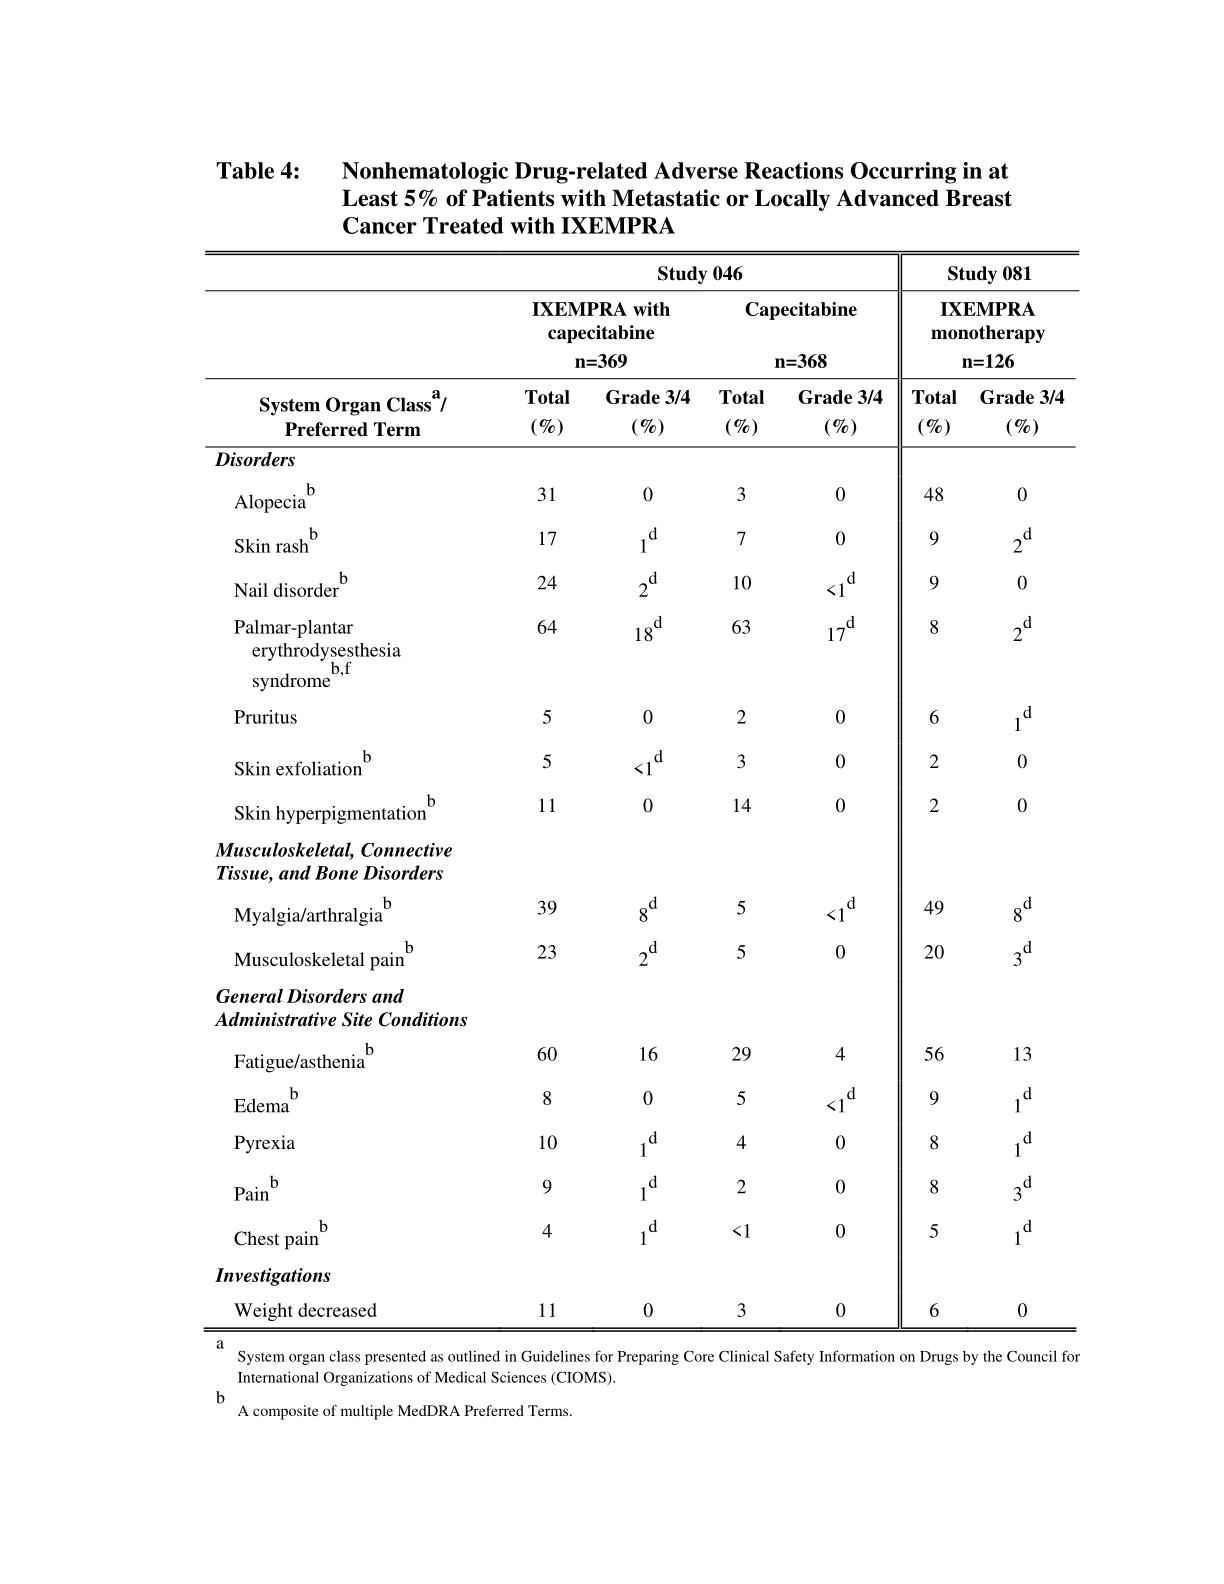 Table 4: Nonhematologic Drug-related Adverse Reactions Occurring in at
Least 5% of Patients with Metastatic or Locally Advanced Breast
Cancer Treated with IXEMPRA
Study 046 Study 081
IXEMPRA with Capecitabine IXEMPRA
capecitabine monotherapy
n=369 n=368 n=126
System Organ Class^a/ Total Grade 3/4 Total Grade 3/4 Total Grade 3/4
Preferred Term (%) (%) (%) (%) (%) (%)
Disorders
Alopecia^b 31 0 3 0 48 0
Skin rash^b 17 1^d 7 0 9 2^d
Nail disorder^b 24 2^d 10 <1^d 9 0
Palmar-plantar 64 18^d 63 17^d 8 2^d
erythrodysesthesia
syndrome^b,f
Pruritus 5 0 2 0 6 1^d
Skin exfoliation^b 5 <1^d 3 0 2 0
Skin hyperpigmentation^b 11 0 14 0 2 0
Musculoskeletal, Connective
Tissue, and Bone Disorders
Myalgia/arthralgia^b 39 8^d 5 <1^d 49 8^d
Musculoskeletal pain^b 23 2^d 5 0 20 3^d
General Disorders and
Administrative Site Conditions
Fatigue/asthenia^b 60 16 29 4 56 13
Edema^b 8 0 5 <1^d 9 1^d
Pyrexia 10 1^d 4 0 8 1^d
Pain^b 9 1^d 2 0 8 3^d
Chest pain^b 4 1^d <1 0 5 1^d
Investigations
Weight decreased 11 0 3 0 6 0
a System organ class presented as outlined in Guidelines for Preparing Core Clinical Safety Information on Drugs by the Council for
International Organizations of Medical Sciences (CIOMS).
b A composite of multiple MedDRA Preferred Terms.